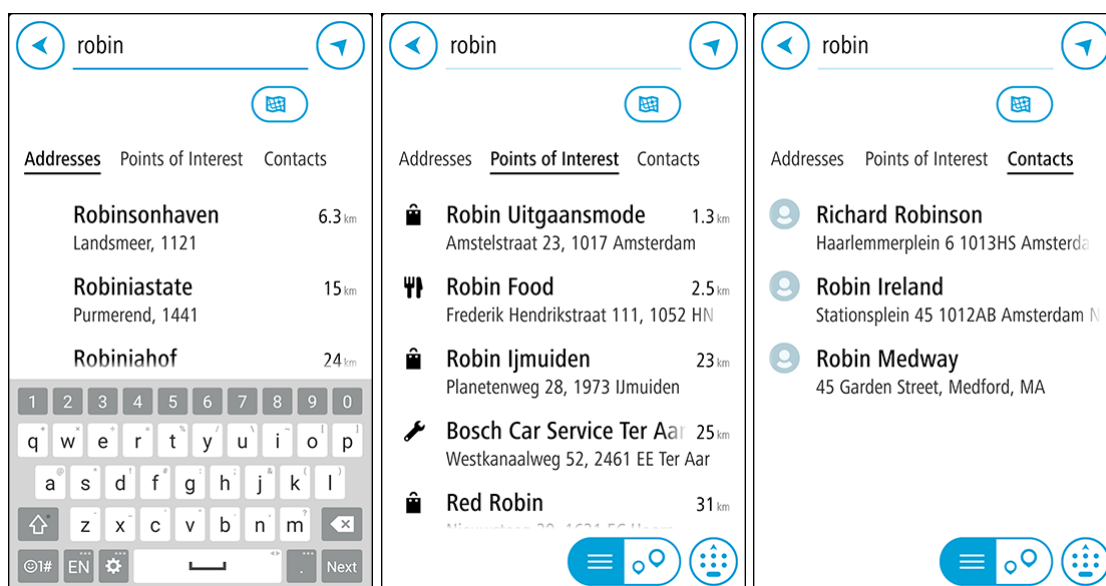 robin
Addresses Points of Interest Contacts
Robinsonhaven 6.3 km
Landsmeer, 1121
Robiniastate 15 km
Purmerend, 1441
Robiniahof 24 km
1 2 3 4 5 6 7 8 9 0
q w e r t y u i o p
a s d f g h j k l
z x c v b n m
1# EN . Next
robin
Addresses Points of Interest Contacts
Robin Uitgaansmode 1.3 km
Amstelstraat 23, 1017 Amsterdam
Robin Food 2.5 km
Frederik Hendrikstraat 111, 1052 HN
Robin Ijmuiden 23 km
Planetenweg 28, 1973 IJmuiden
Bosch Car Service Ter Aar 25 km
Westkanaalweg 52, 2461 EE Ter Aar
Red Robin 31 km
robin
Addresses Points of Interest Contacts
Richard Robinson
Haarlemmerplein 6 1013HS Amsterda
Robin Ireland
Stationsplein 45 1012AB Amsterdam N
Robin Medway
45 Garden Street, Medford, MA